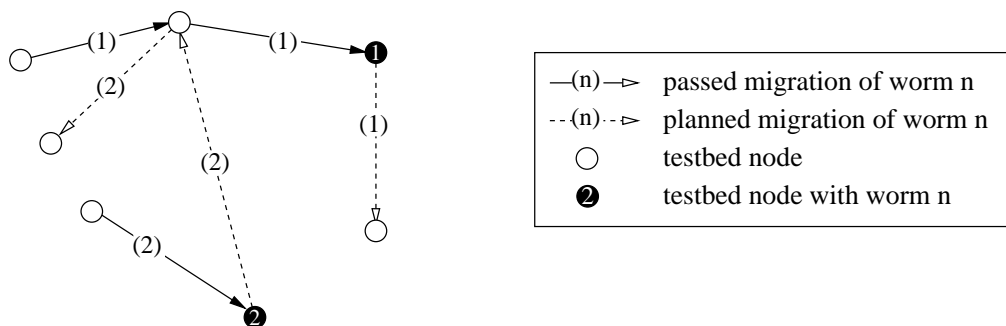 (1)
(1)
1
(2)
(1)
(2)
(2)
2
(n) passed migration of worm n
(n) planned migration of worm n
testbed node
2 testbed node with worm n